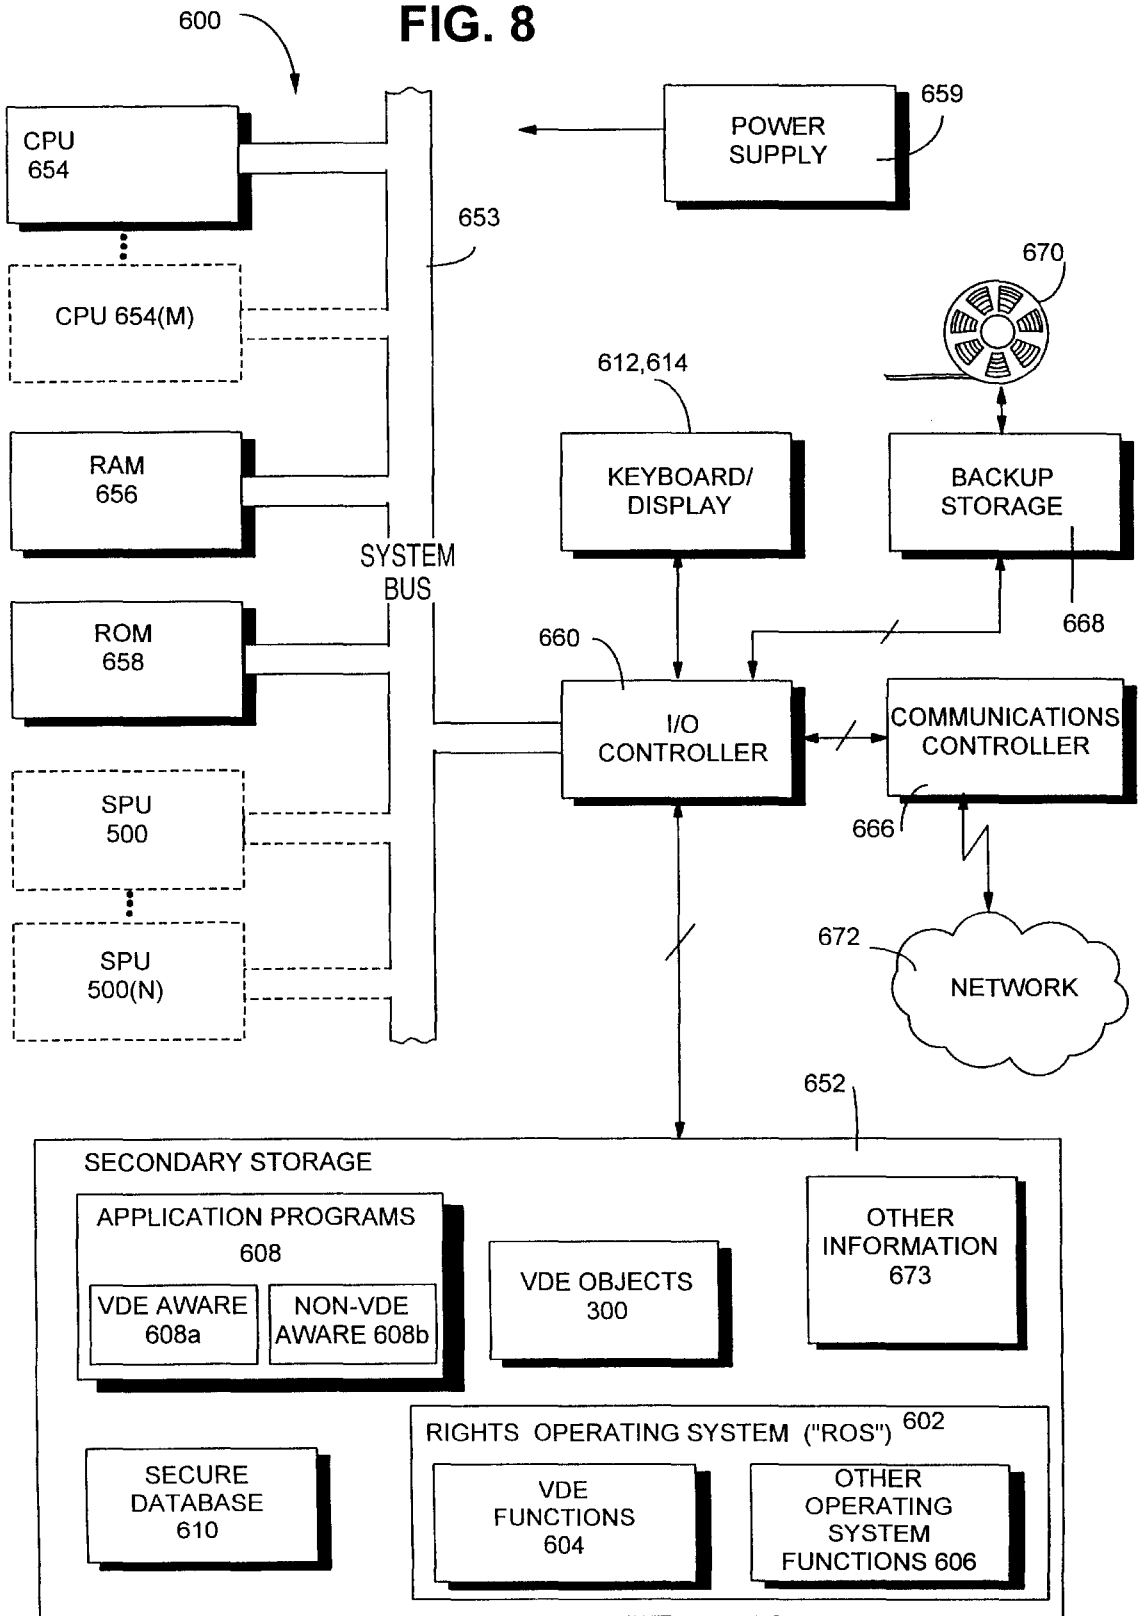 FIG. 8
600
CPU
654
POWER
SUPPLY
659
653
CPU 654(M)
670
612,614
RAM
656
KEYBOARD/
DISPLAY
BACKUP
STORAGE
668
SYSTEM
BUS
ROM
658
660
I/O
CONTROLLER
COMMUNICATIONS
CONTROLLER
666
SPU
500
SPU
500(N)
672
NETWORK
652
SECONDARY STORAGE
APPLICATION PROGRAMS
608
VDE AWARE
608a
NON-VDE
AWARE 608b
VDE OBJECTS
300
OTHER
INFORMATION
673
SECURE
DATABASE
610
RIGHTS OPERATING SYSTEM ("ROS") 602
VDE
FUNCTIONS
604
OTHER
OPERATING
SYSTEM
FUNCTIONS 606